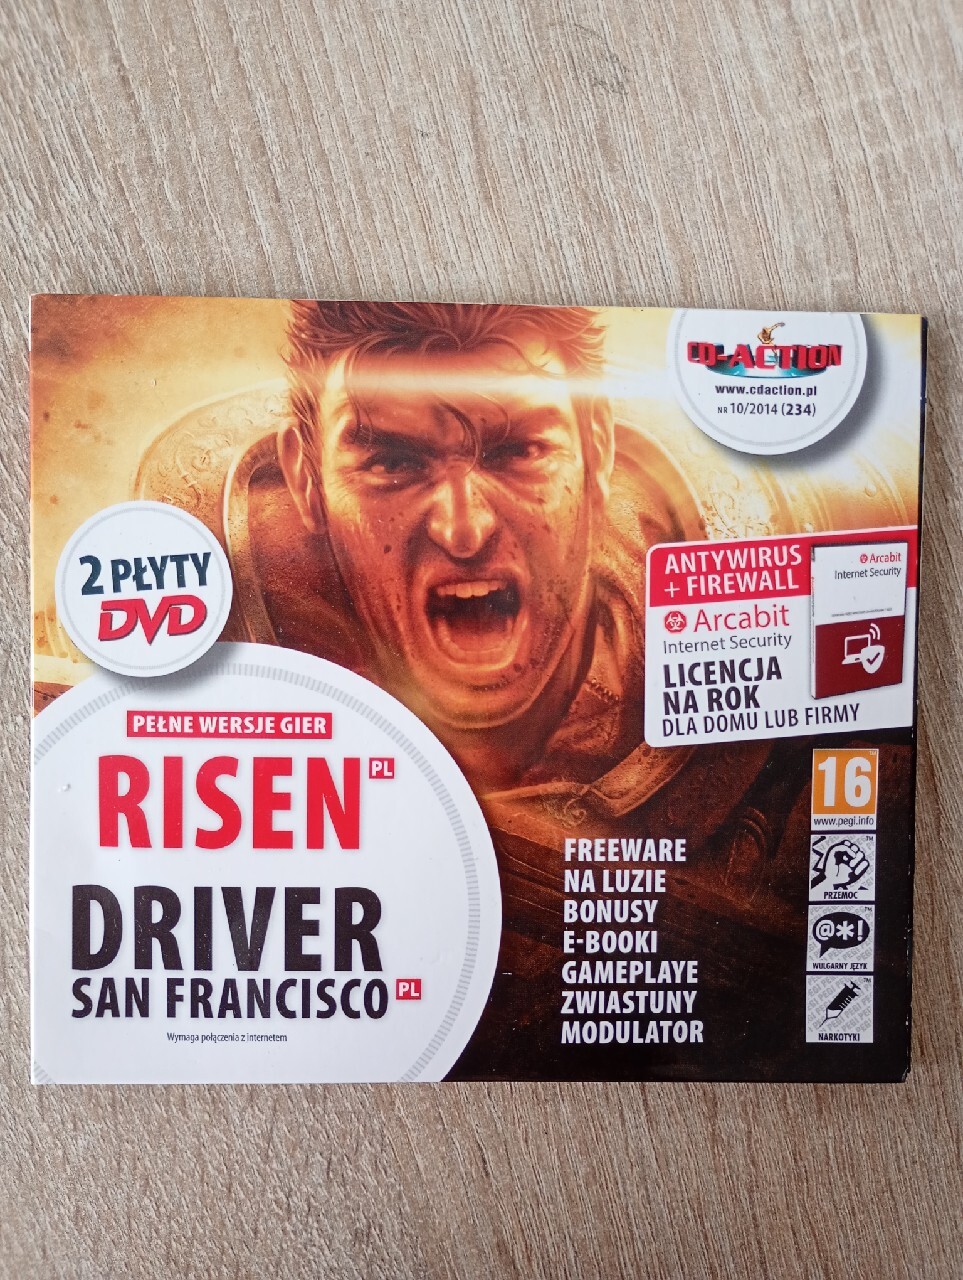 CD-ACTION
www.cdaction.pl
NR 10/2014 (234)
2 PŁYTY
DVD
ANTYWIRUS
+ FIREWALL
Arcabit
Internet Security
LICENCJA
NA ROK
DLA DOMU LUB FIRMY
Arcabit
Internet Security
PEŁNE WERSJE GIER
RISEN PL
DRIVER
SAN FRANCISCO PL
Wymaga połączenia z internetem
FREEWARE
NA LUZIE
BONUSY
E-BOOKI
GAMEPLAYE
ZWIASTUNY
MODULATOR
16
www.pegi.info
PRZEMOC
@*!
WULGARNY JĘZYK
NARKOTYKI